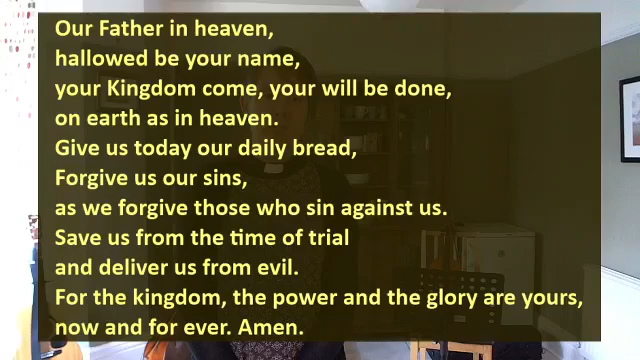 Our Father in heaven,
hallowed be your name,
your Kingdom come, your will be done,
on earth as in heaven.
Give us today our daily bread,
Forgive us our sins,
as we forgive those who sin against us.
Save us from the time of trial
and deliver us from evil.
For the kingdom, the power and the glory are yours,
now and for ever. Amen.